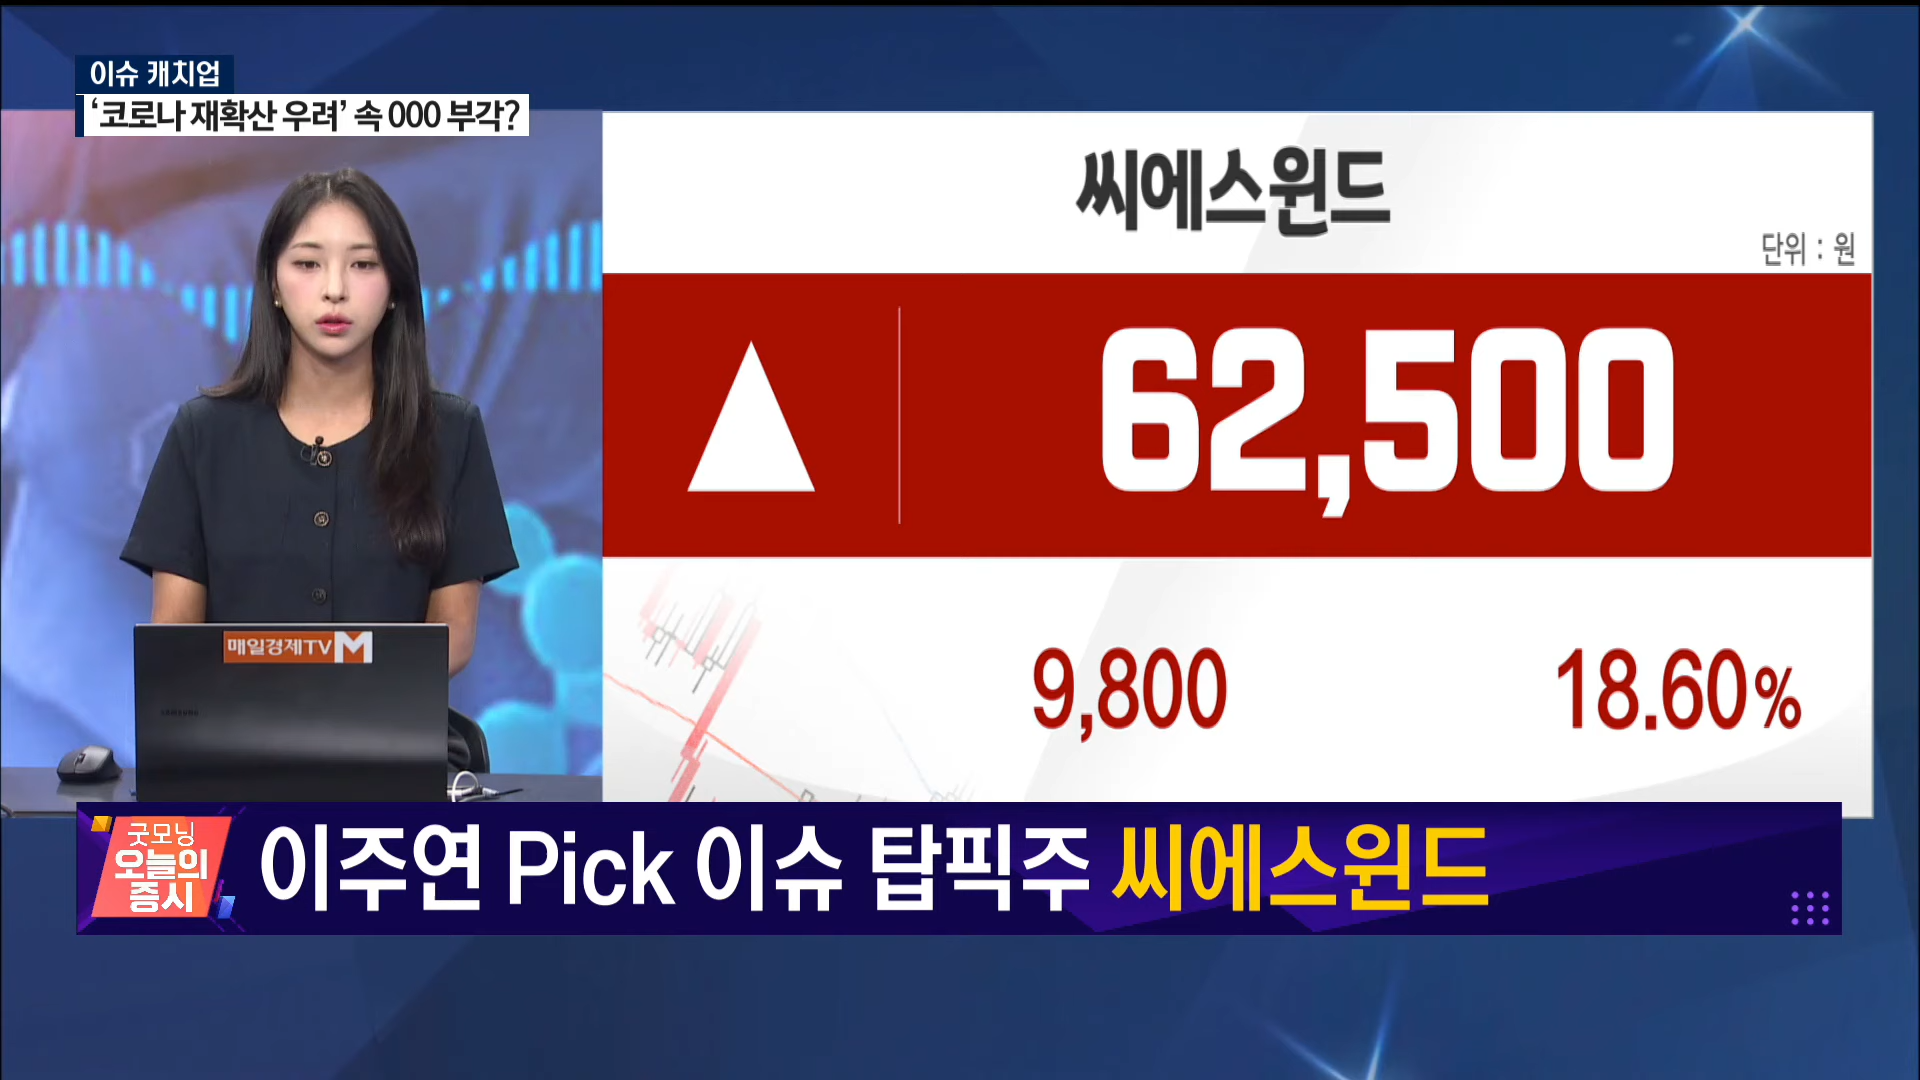 이슈 캐치업
‘코로나 재확산 우려’ 속 000 부각?
씨에스윈드
단위 : 원
▲ 62,500
9,800 18.60%
매일경제TV M
SAMSUNG
굿모닝
오늘의
증시
이주연 Pick 이슈 탑픽주 씨에스윈드